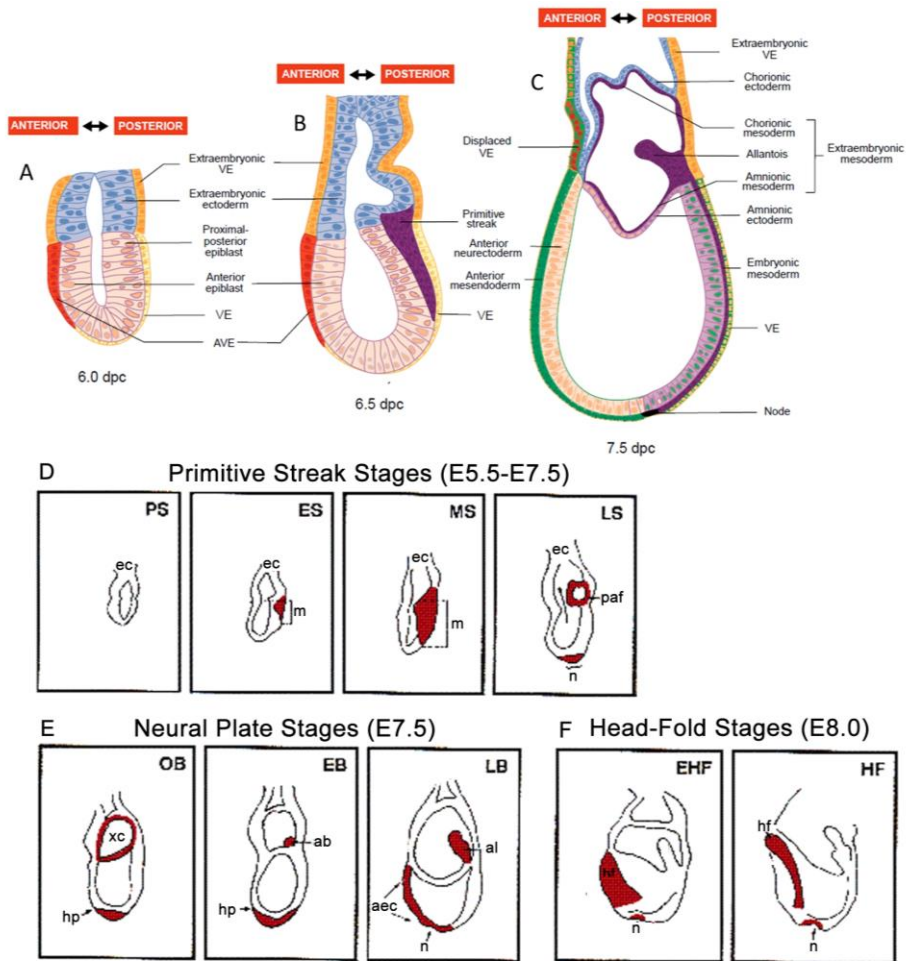 ANTERIOR ↔ POSTERIOR
A
Extraembryonic
VE
Extraembryonic
ectoderm
Proximal-
posterior
epiblast
Anterior
epiblast
VE
AVE
6.0 dpc
ANTERIOR ↔ POSTERIOR
B
Primitive
streak
VE
6.5 dpc
ANTERIOR ↔ POSTERIOR
C
Displaced
VE
Anterior
neurectoderm
Anterior
mesendoderm
Extraembryonic
VE
Chorionic
ectoderm
Chorionic
mesoderm
Allantois
Amnionic
mesoderm
Extraembryonic
mesoderm
Amnionic
ectoderm
Embryonic
mesoderm
VE
Node
7.5 dpc
D
Primitive Streak Stages (E5.5-E7.5)
PS
ec
ES
ec
m
MS
ec
m
LS
ec
paf
n
E
Neural Plate Stages (E7.5)
OB
xc
hp
EB
ab
hp
LB
al
aec
n
F
Head-Fold Stages (E8.0)
EHF
hf
n
HF
hf
n